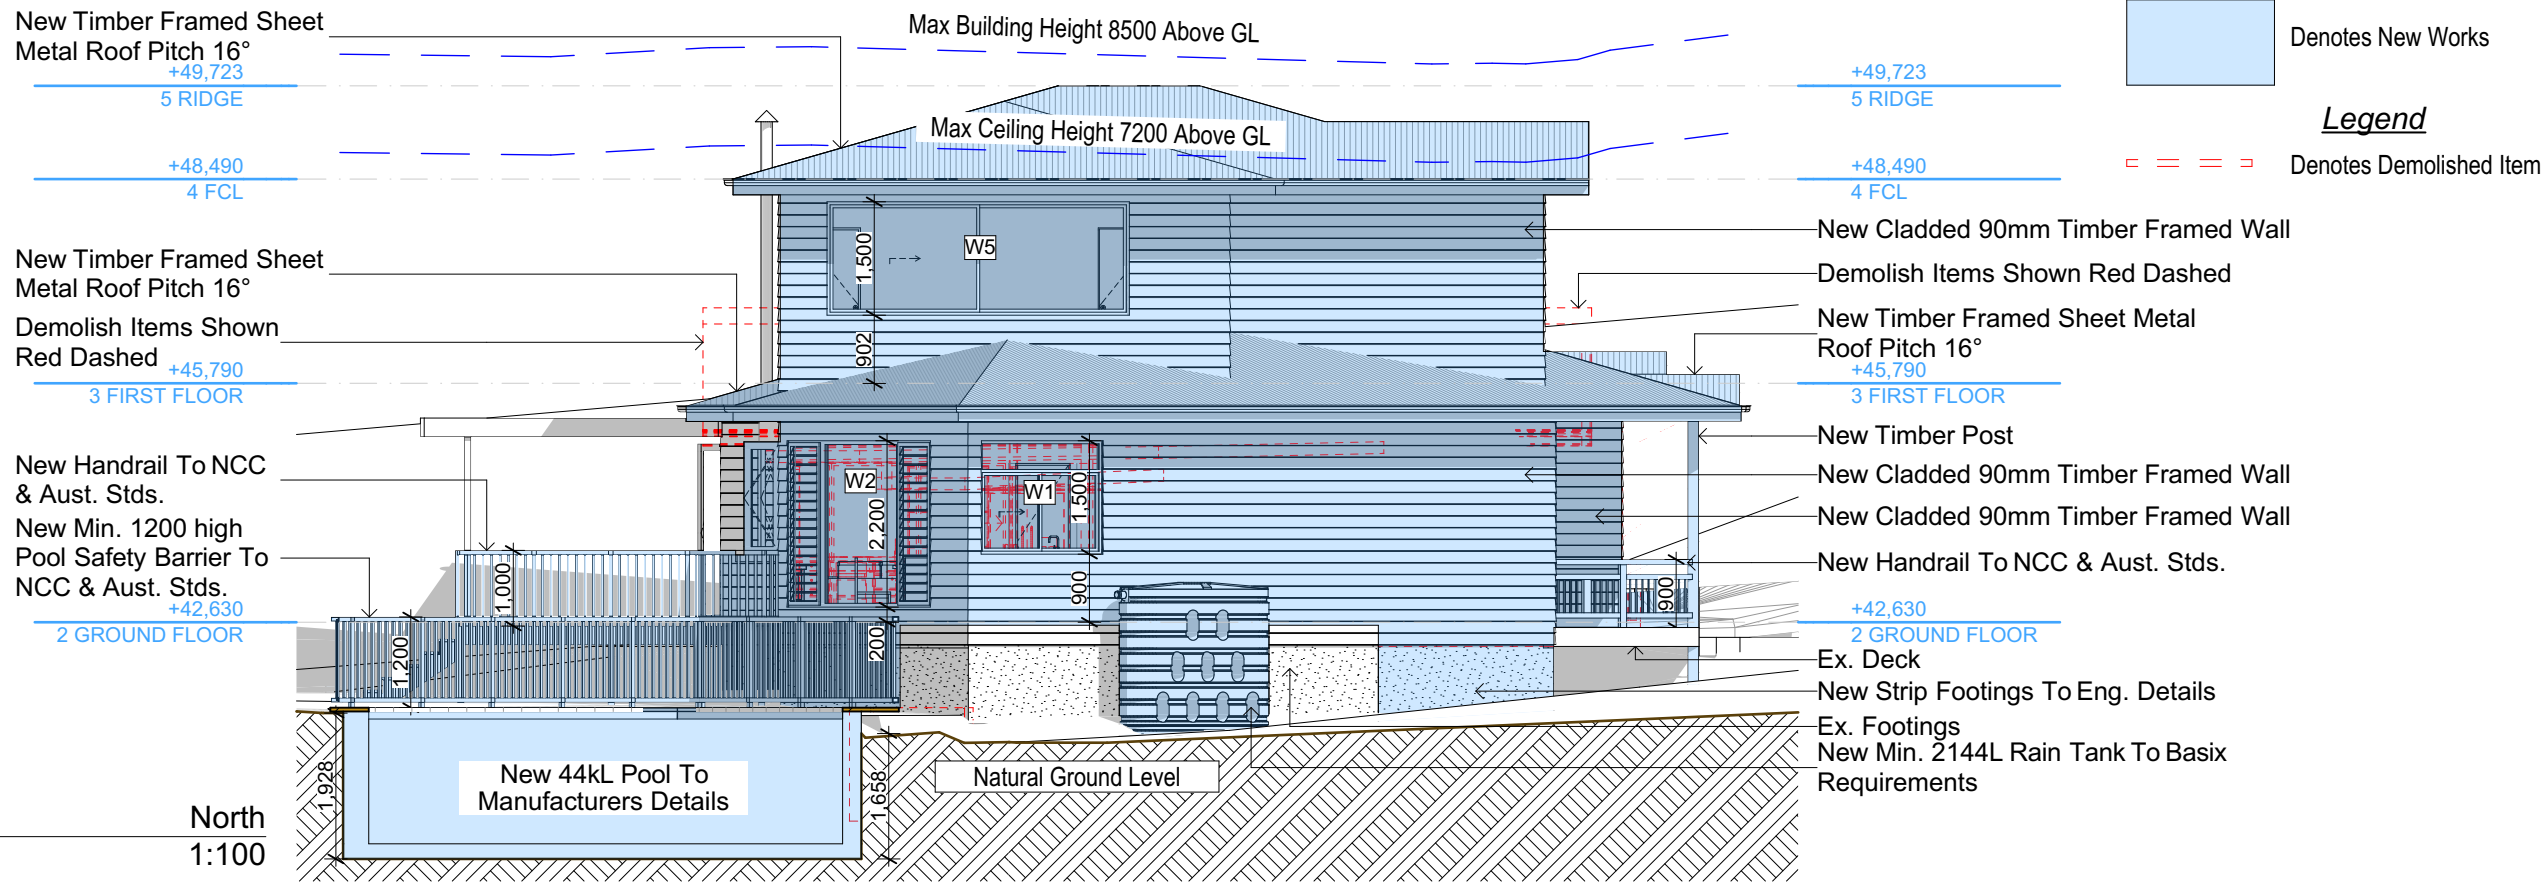 New Timber Framed Sheet
Metal Roof Pitch 16°
+49,723
5 RIDGE
+48,490
4 FCL
New Timber Framed Sheet
Metal Roof Pitch 16°
Demolish Items Shown
Red Dashed
+45,790
3 FIRST FLOOR
New Handrail To NCC
& Aust. Stds.
New Min. 1200 high
Pool Safety Barrier To
NCC & Aust. Stds.
+42,630
2 GROUND FLOOR
North
1:100
Max Building Height 8500 Above GL
Max Ceiling Height 7200 Above GL
W5
1,500
902
W2
2,200
W1
1,500
900
1,000
1,200
200
900
1,928
New 44kL Pool To
Manufacturers Details
1,658
Natural Ground Level
+49,723
5 RIDGE
+48,490
4 FCL
New Cladded 90mm Timber Framed Wall
Demolish Items Shown Red Dashed
New Timber Framed Sheet Metal
Roof Pitch 16°
+45,790
3 FIRST FLOOR
New Timber Post
New Cladded 90mm Timber Framed Wall
New Cladded 90mm Timber Framed Wall
New Handrail To NCC & Aust. Stds.
+42,630
2 GROUND FLOOR
Ex. Deck
New Strip Footings To Eng. Details
Ex. Footings
New Min. 2144L Rain Tank To Basix
Requirements
Denotes New Works
Legend
Denotes Demolished Item